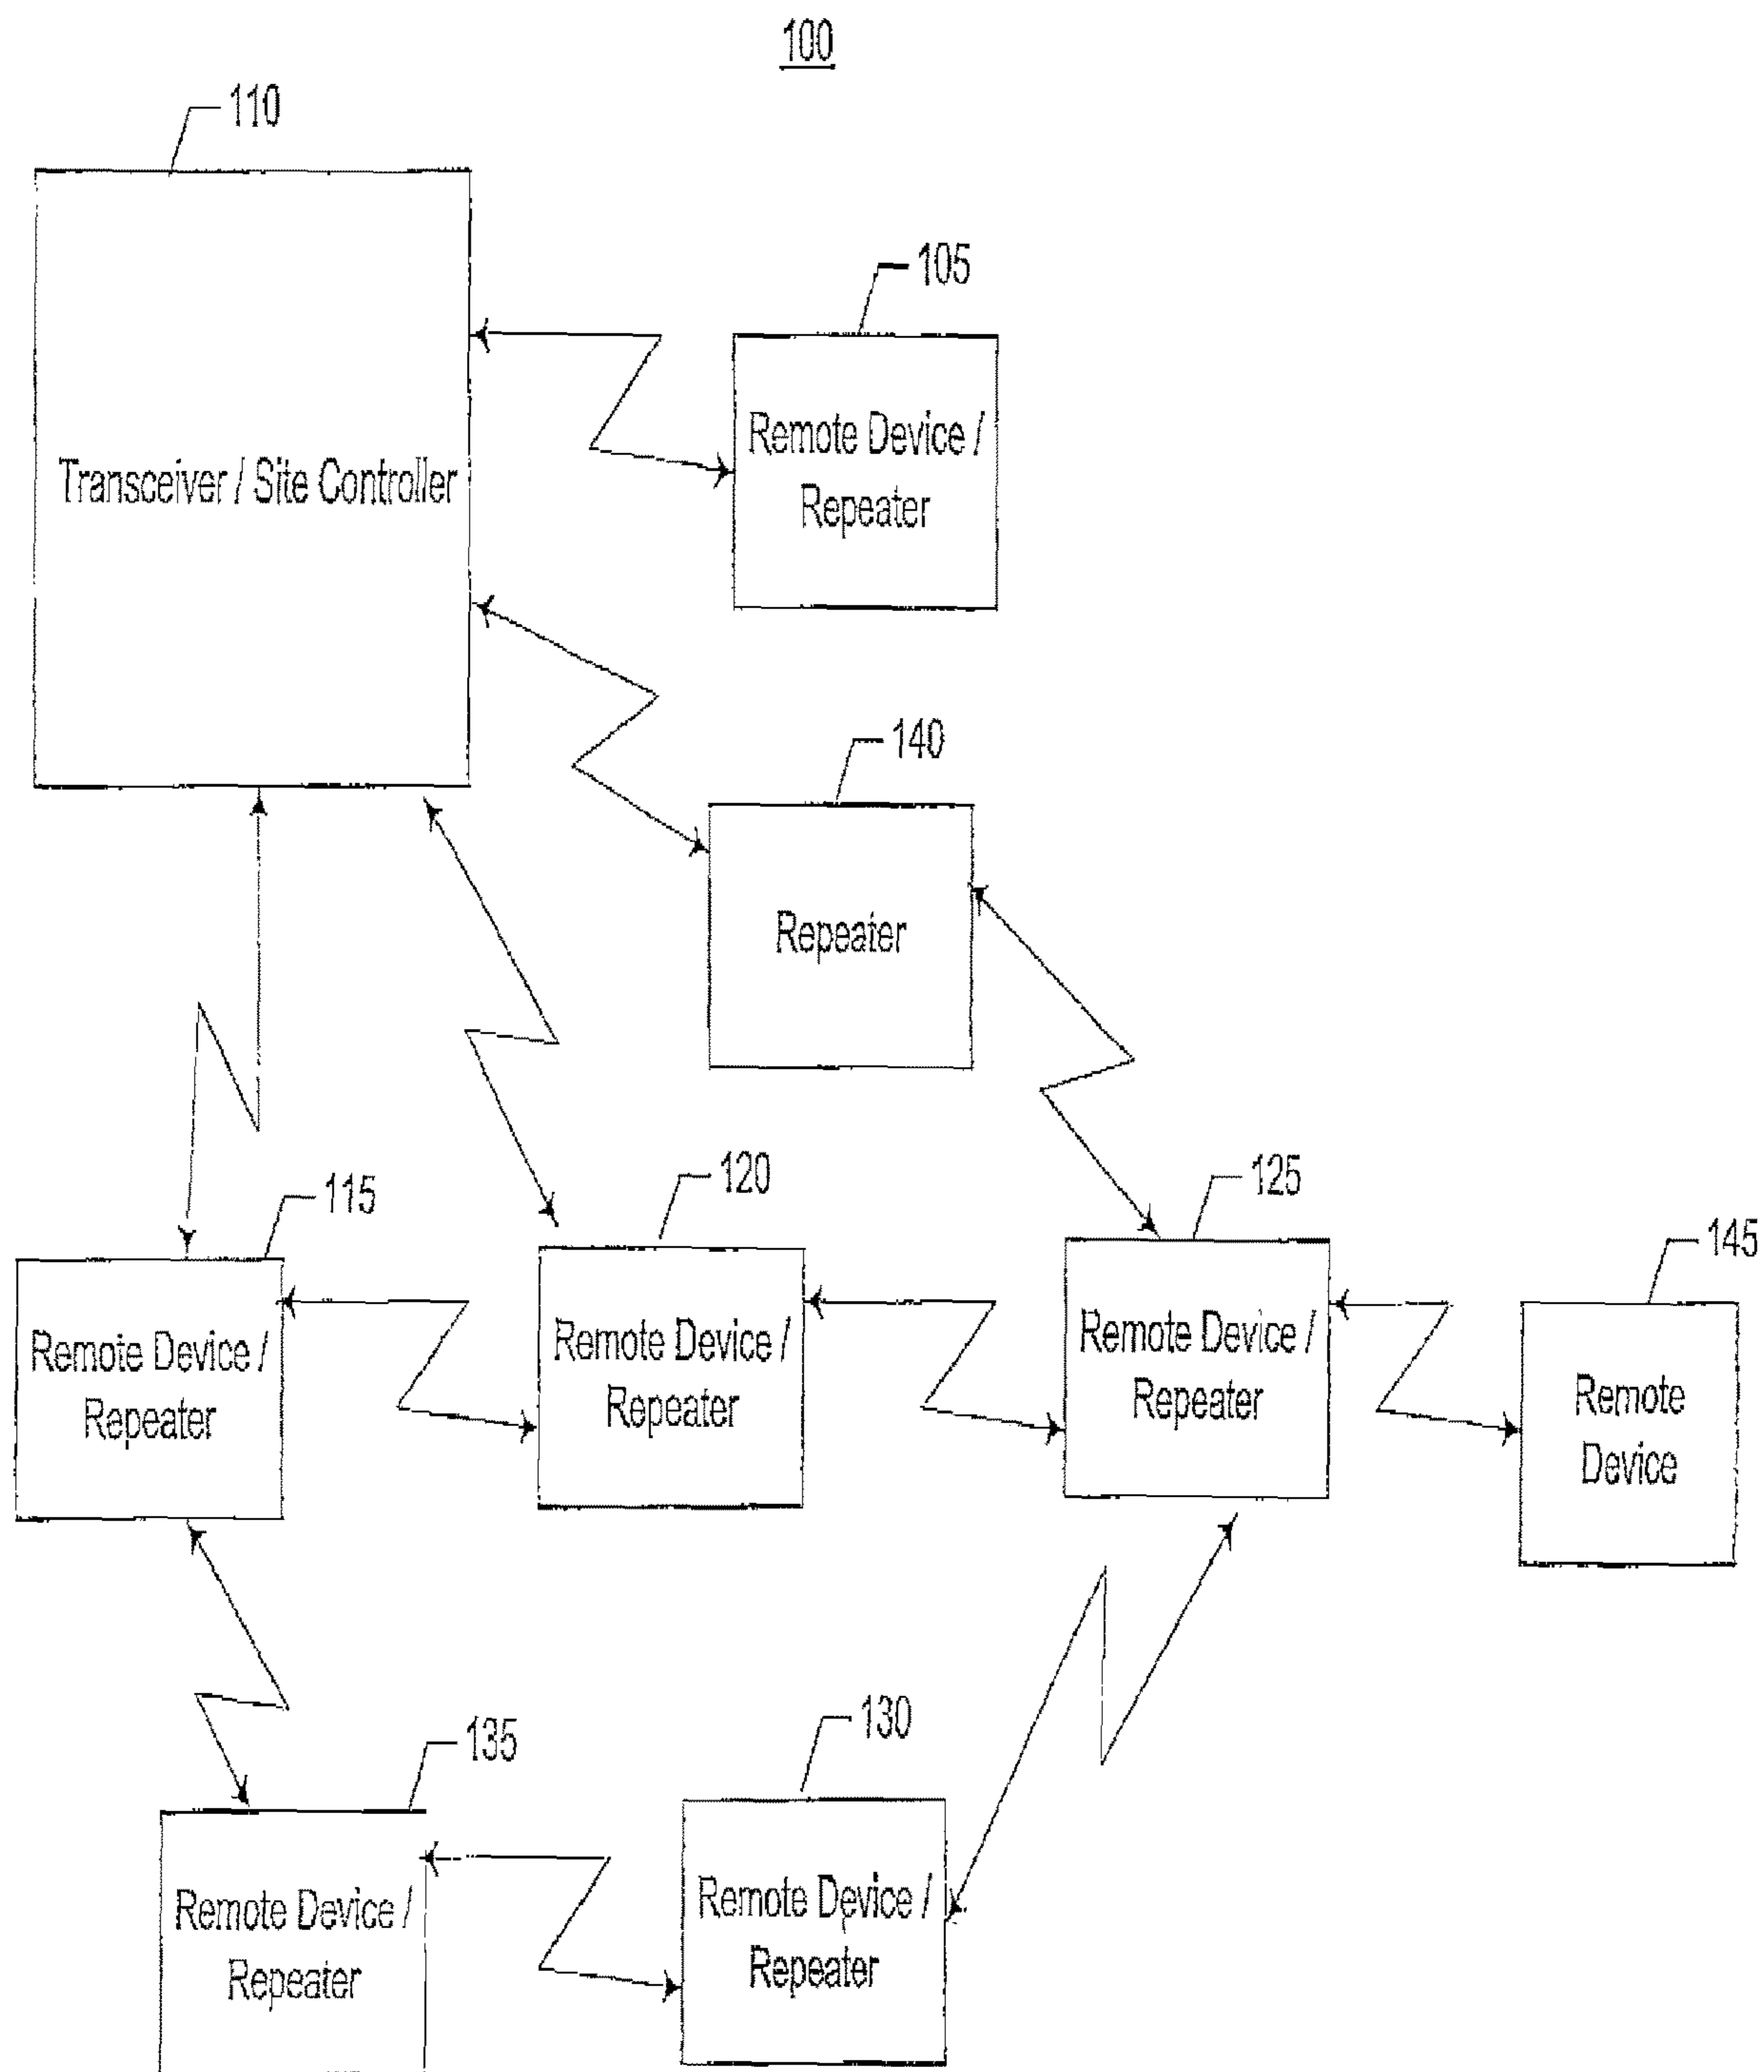 100
110
105
Transceiver / Site Controller
Remote Device /
Repeater
140
Repeater
115
120
125
145
Remote Device /
Repeater
Remote Device /
Repeater
Remote Device /
Repeater
Remote
Device
135
130
Remote Device /
Repeater
Remote Device /
Repeater